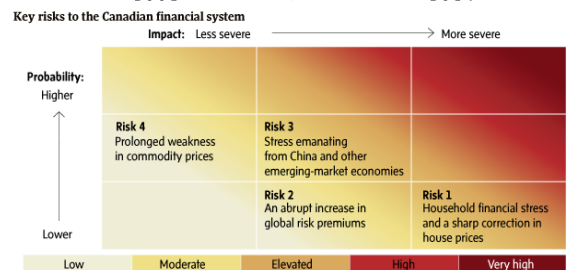 Key risks to the Canadian financial system
Impact: Less severe More severe
Probability:
Higher
Risk 4
Prolonged weakness
in commodity prices
Risk 3
Stress emanating
from China and other
emerging-market economies
Risk 2
An abrupt increase in
global risk premiums
Risk 1
Household financial stress
and a sharp correction in
house prices
Lower
Low Moderate Elevated High Very high